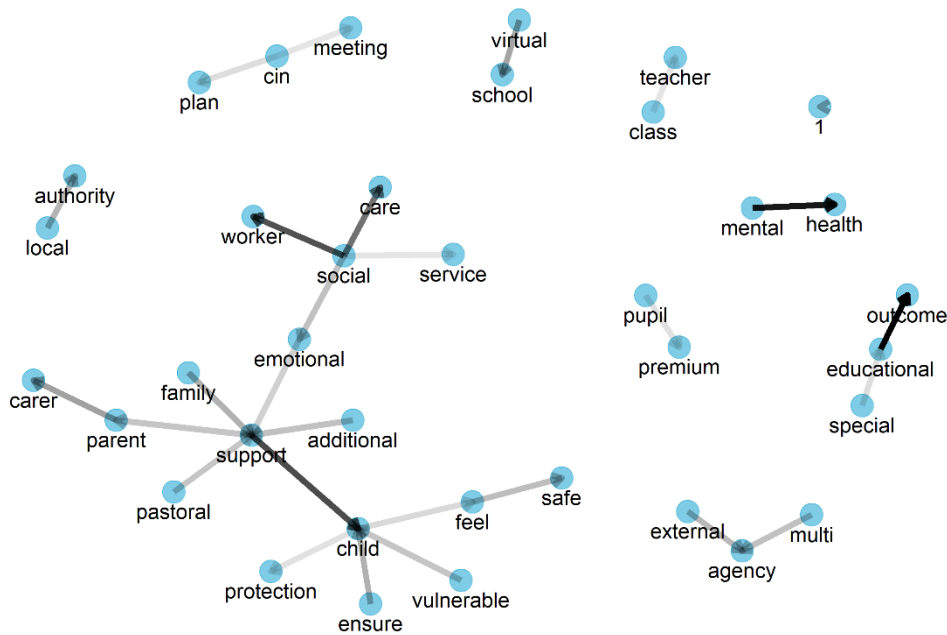 virtual
meeting
cin
teacher
plan
school
1
class
authority
care
worker
mental
health
local
social
service
pupil
outcome
emotional
premium
educational
family
carer
special
parent
additional
support
safe
pastoral
feel
external
multi
child
agency
protection
vulnerable
ensure